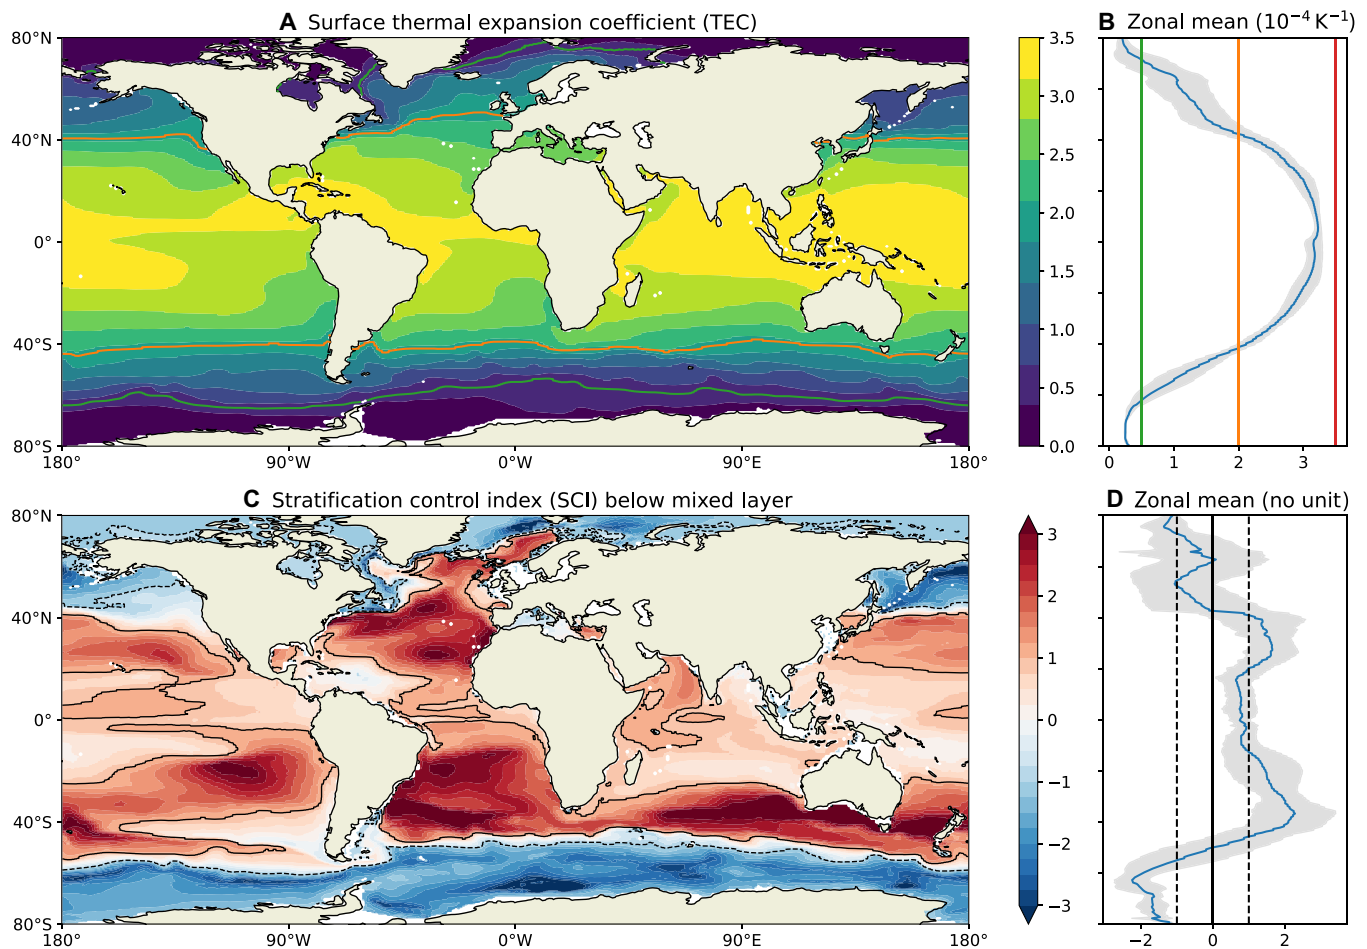 A Surface thermal expansion coefficient (TEC)
B Zonal mean (10⁻⁴ K⁻¹)
80°N
40°N
0°
40°S
80°S
180°
90°W
0°W
90°E
180°
3.5
3.0
2.5
2.0
1.5
1.0
0.5
0.0
0
1
2
3
C Stratification control index (SCI) below mixed layer
D Zonal mean (no unit)
80°N
40°N
0°
40°S
80°S
180°
90°W
0°W
90°E
180°
3
2
1
0
−1
−2
−3
−2
0
2